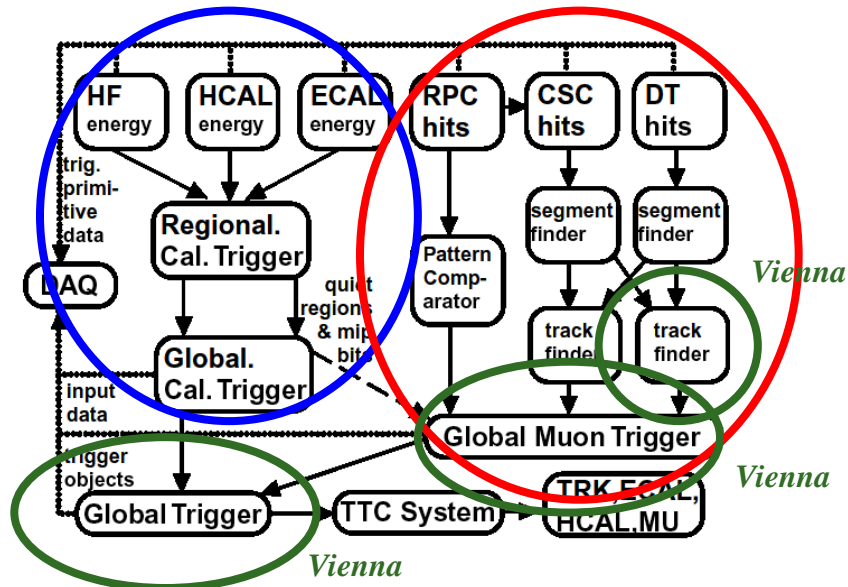 HF
energy
HCAL
energy
ECAL
energy
RPC
hits
CSC
hits
DT
hits
trig.
primi-
tive
data
Regional.
Cal. Trigger
segment
finder
segment
finder
Pattern
Comp-
arator
Vienna
DAQ
quiet
regions
& mip
bits
track
finder
track
finder
Global.
Cal. Trigger
input
data
Global Muon Trigger
trigger
objects
Vienna
Global Trigger
TTC System
TRK,ECAL,
HCAL,MU
Vienna